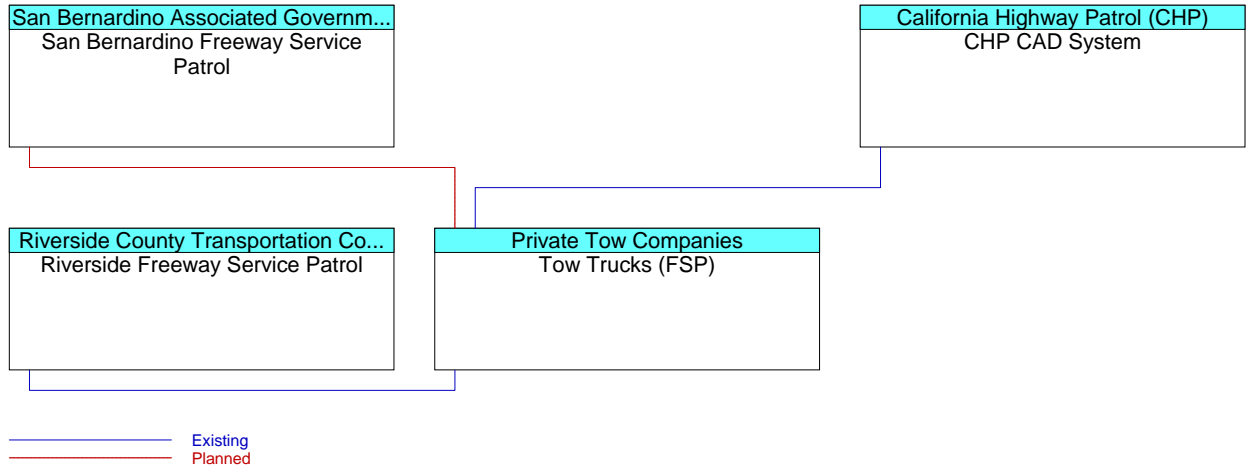 San Bernardino Associated Governm...
San Bernardino Freeway Service
Patrol
California Highway Patrol (CHP)
CHP CAD System
Riverside County Transportation Co...
Riverside Freeway Service Patrol
Private Tow Companies
Tow Trucks (FSP)
Existing
Planned